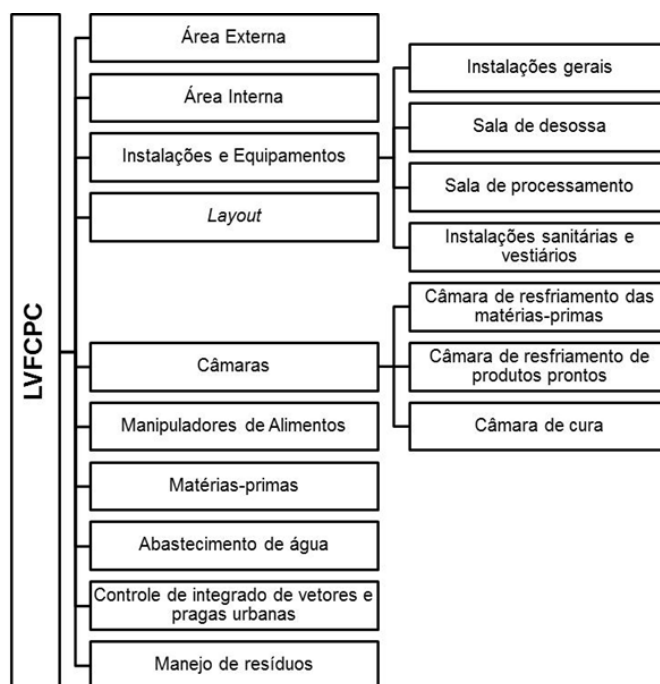 LVFCPC
Área Externa
Área Interna
Instalações e Equipamentos
Layout
Câmaras
Manipuladores de Alimentos
Matérias-primas
Abastecimento de água
Controle de integrado de vetores e
pragas urbanas
Manejo de resíduos
Instalações gerais
Sala de desossa
Sala de processamento
Instalações sanitárias e
vestiários
Câmara de resfriamento das
matérias-primas
Câmara de resfriamento de
produtos prontos
Câmara de cura